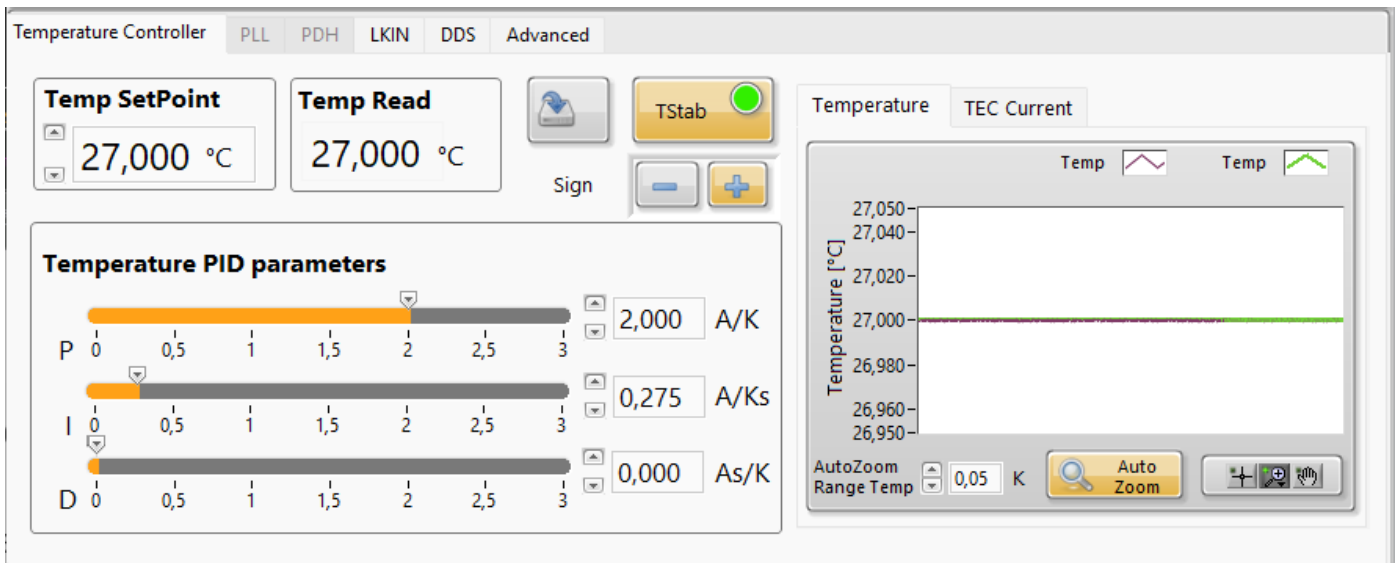 Temperature Controller PLL PDH LKIN DDS Advanced
Temp SetPoint
27,000 °C
Temp Read
27,000 °C
TStab
Sign
Temperature PID parameters
P 0 0,5 1 1,5 2 2,5 3
2,000 A/K
I 0 0,5 1 1,5 2 2,5 3
0,275 A/Ks
D 0 0,5 1 1,5 2 2,5 3
0,000 As/K
Temperature TEC Current
Temp Temp
Temperature [°C]
27,050
27,040
27,020
27,000
26,980
26,960
26,950
AutoZoom
Range Temp 0,05 K
Auto
Zoom